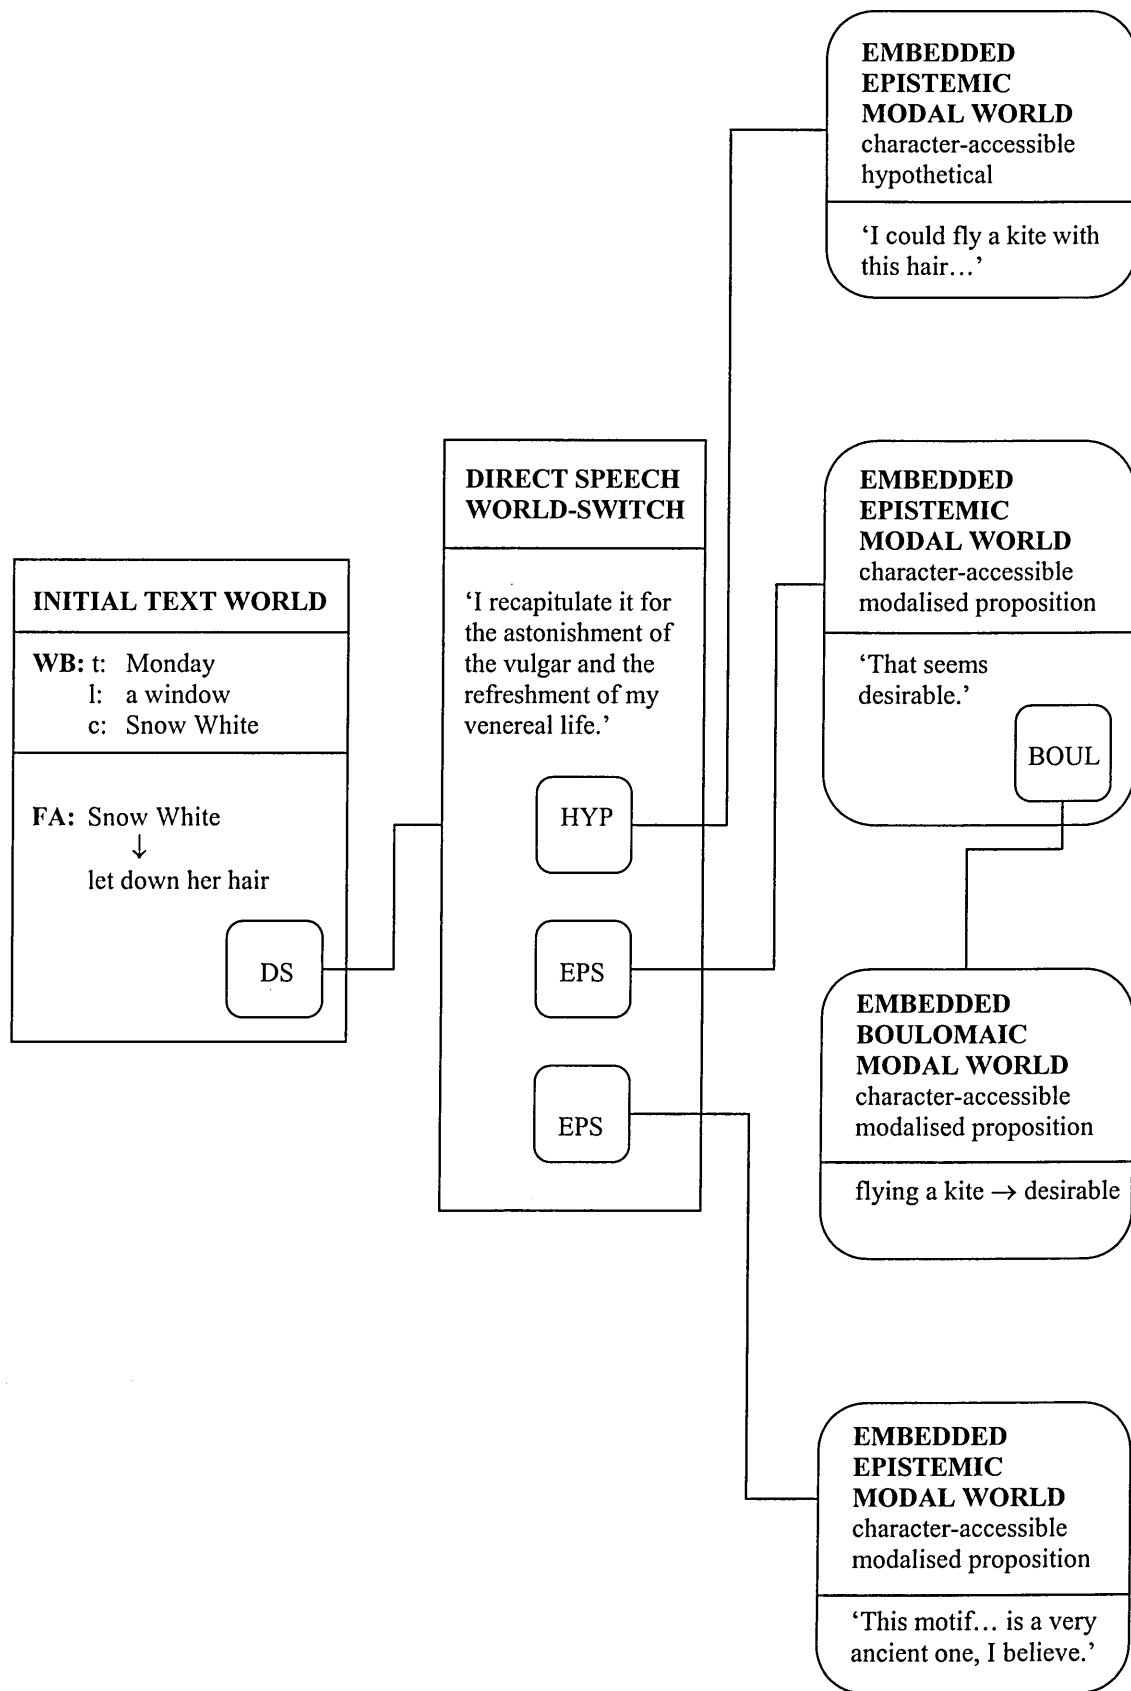 INITIAL TEXT WORLD
WB: t: Monday
l: a window
c: Snow White
FA: Snow White
↓
let down her hair
DS
DIRECT SPEECH
WORLD-SWITCH
‘I recapitulate it for
the astonishment of
the vulgar and the
refreshment of my
venereal life.’
HYP
EPS
EPS
EMBEDDED
EPISTEMIC
MODAL WORLD
character-accessible
hypothetical
‘I could fly a kite with
this hair…’
EMBEDDED
EPISTEMIC
MODAL WORLD
character-accessible
modalised proposition
‘That seems
desirable.’
BOUL
EMBEDDED
BOULOMAIC
MODAL WORLD
character-accessible
modalised proposition
flying a kite → desirable
EMBEDDED
EPISTEMIC
MODAL WORLD
character-accessible
modalised proposition
‘This motif… is a very
ancient one, I believe.’